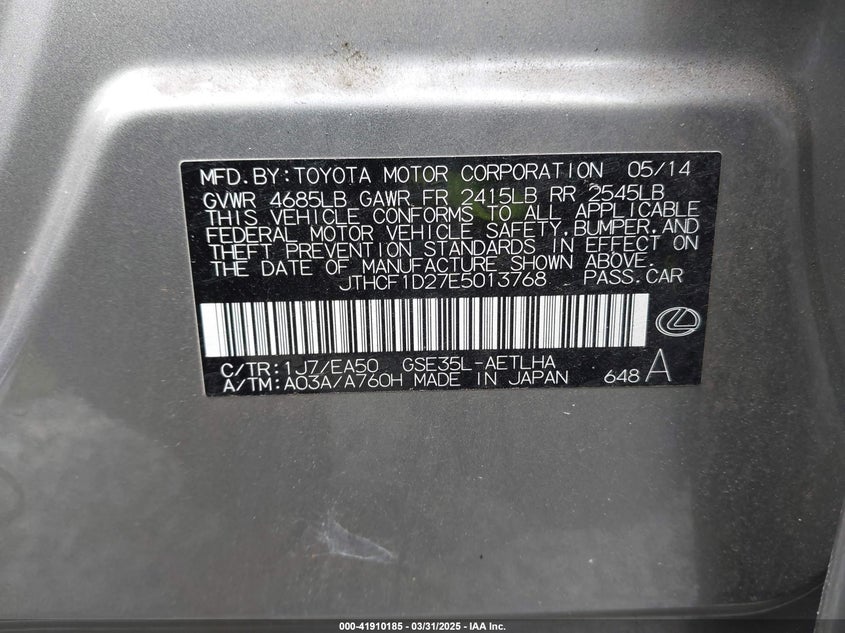 MFD.BY:TOYOTA MOTOR CORPORATION 05/14
GVWR 4685LB GAWR FR 2415LB RR 2545LB
THIS VEHICLE CONFORMS TO ALL APPLICABLE
FEDERAL MOTOR VEHICLE SAFETY,BUMPER,AND
THEFT PREVENTION STANDARDS IN EFFECT ON
THE DATE OF MANUFACTURE SHOWN ABOVE.
JTHCF1D27E5013768 PASS.CAR
C/TR:1J7/EA50 GSE35L-AETLHA
A/TM:A03A/A760H MADE IN JAPAN 648 A
000-41910185 - 03/31/2025 - IAA Inc.